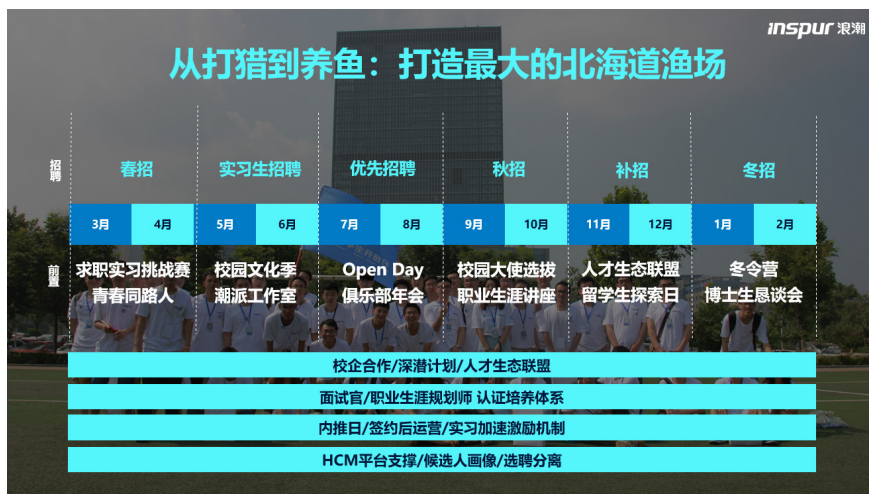 inspur 浪潮
从打猎到养鱼：打造最大的北海道渔场
招聘
春招
实习生招聘
优先招聘
秋招
补招
冬招
3月
4月
5月
6月
7月
8月
9月
10月
11月
12月
1月
2月
前置
求职实习挑战赛
青春同路人
校园文化季
潮派工作室
Open Day
俱乐部年会
校园大使选拔
职业生涯讲座
人才生态联盟
留学生探索日
冬令营
博士生恳谈会
校企合作/深潜计划/人才生态联盟
面试官/职业生涯规划师 认证培养体系
内推日/签约后运营/实习加速激励机制
HCM平台支撑/候选人画像/选聘分离